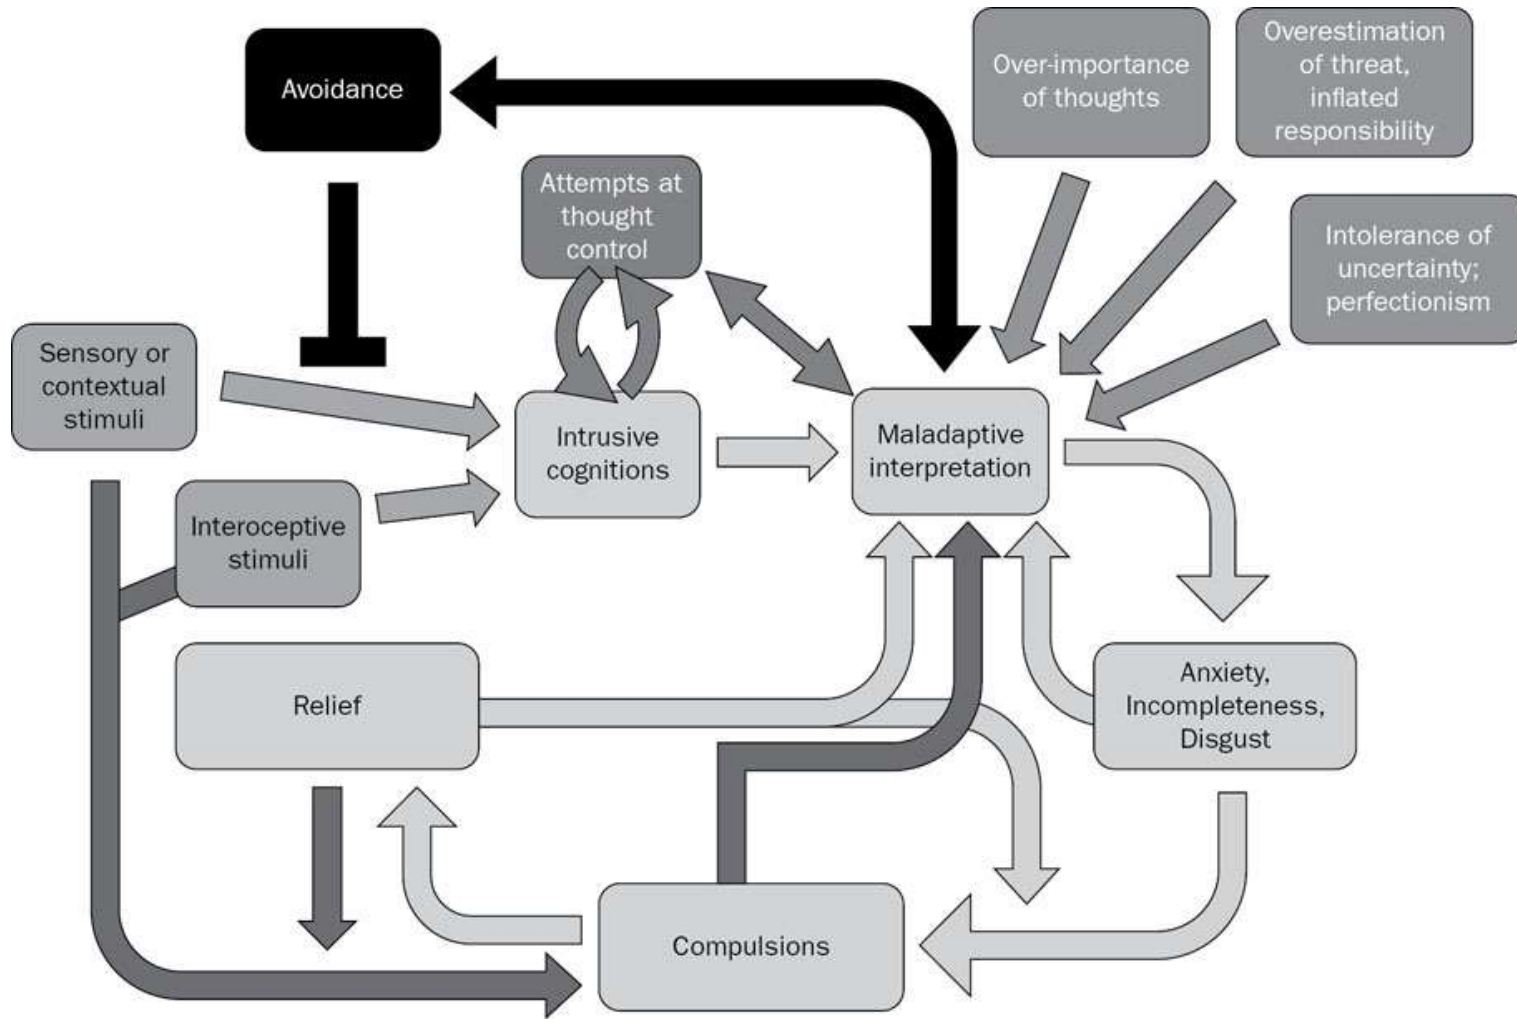 Avoidance
Over-importance
of thoughts
Overestimation
of threat,
inflated
responsibility
Attempts at
thought
control
Intolerance of
uncertainty;
perfectionism
Sensory or
contextual
stimuli
Intrusive
cognitions
Maladaptive
interpretation
Interoceptive
stimuli
Relief
Anxiety,
Incompleteness,
Disgust
Compulsions